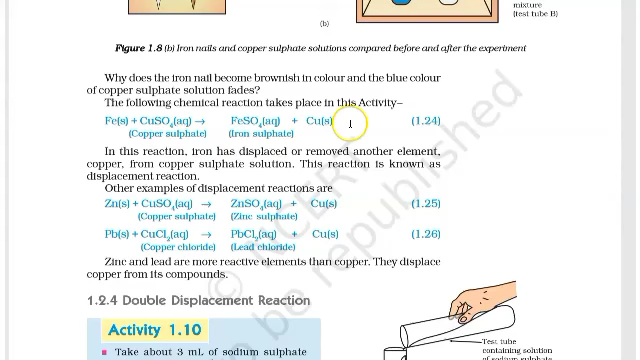 mixture
(test tube B)
(b)
Figure 1.8 (b) Iron nails and copper sulphate solutions compared before and after the experiment
Why does the iron nail become brownish in colour and the blue colour
of copper sulphate solution fades?
The following chemical reaction takes place in this Activity–
Fe(s) + CuSO₄(aq) → FeSO₄(aq) + Cu(s) (1.24)
(Copper sulphate) (Iron sulphate)
In this reaction, iron has displaced or removed another element,
copper, from copper sulphate solution. This reaction is known as
displacement reaction.
Other examples of displacement reactions are
Zn(s) + CuSO₄(aq) → ZnSO₄(aq) + Cu(s) (1.25)
(Copper sulphate) (Zinc sulphate)
Pb(s) + CuCl₂(aq) → PbCl₂(aq) + Cu(s) (1.26)
(Copper chloride) (Lead chloride)
Zinc and lead are more reactive elements than copper. They displace
copper from its compounds.
1.2.4 Double Displacement Reaction
Activity 1.10
■ Take about 3 mL of sodium sulphate
Test tube
containing solution
of sodium sulphate
© NCERT
be republished